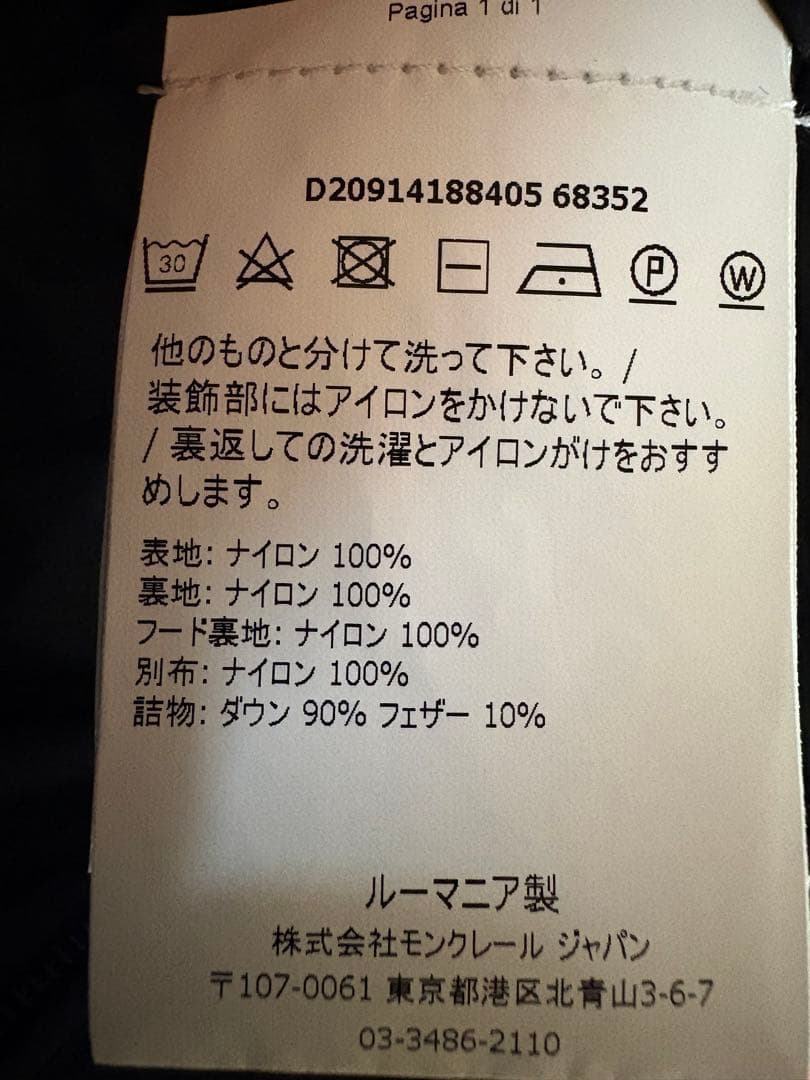 Pagina 1 di 1
D20914188405 68352
30 P W
他のものと分けて洗って下さい。/
装飾部にはアイロンをかけないで下さい。
/ 裏返しての洗濯とアイロンがけをおすす
めします。
表地: ナイロン 100%
裏地: ナイロン 100%
フード裏地: ナイロン 100%
別布: ナイロン 100%
詰物: ダウン 90% フェザー 10%
ルーマニア製
株式会社モンクレール ジャパン
〒107-0061 東京都港区北青山3-6-7
03-3486-2110